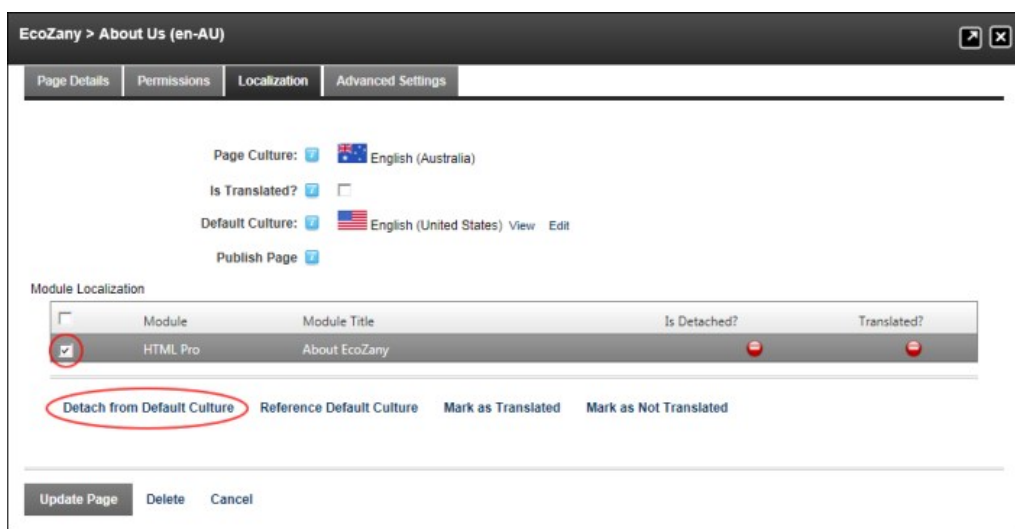 EcoZany > About Us (en-AU)
Page Details Permissions Localization Advanced Settings
Page Culture: English (Australia)
Is Translated?
Default Culture: English (United States) View Edit
Publish Page
Module Localization
Module Module Title Is Detached? Translated?
HTML Pro About EcoZany
Detach from Default Culture Reference Default Culture Mark as Translated Mark as Not Translated
Update Page Delete Cancel